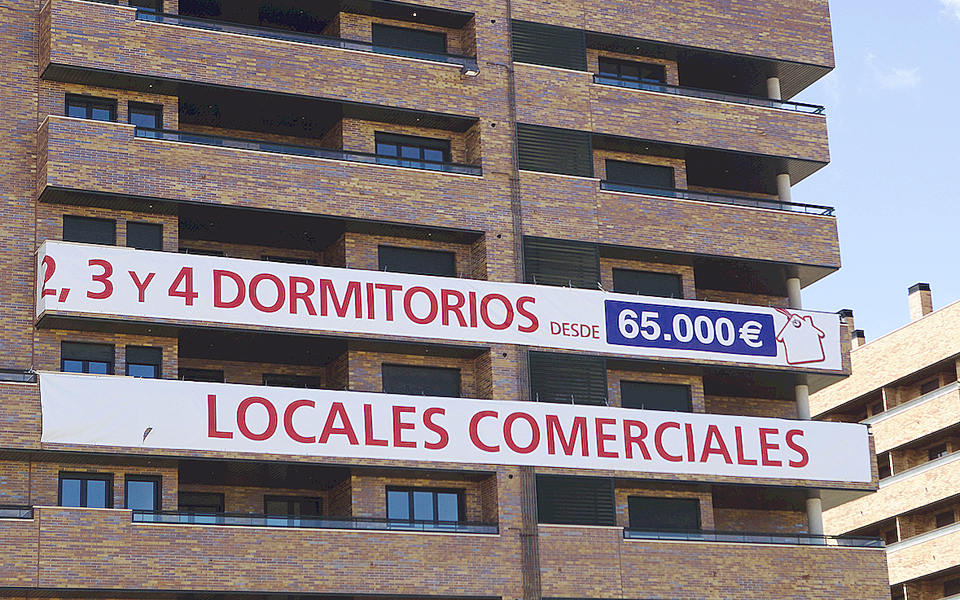 2, 3 Y 4 DORMITORIOS DESDE 65.000€
LOCALES COMERCIALES